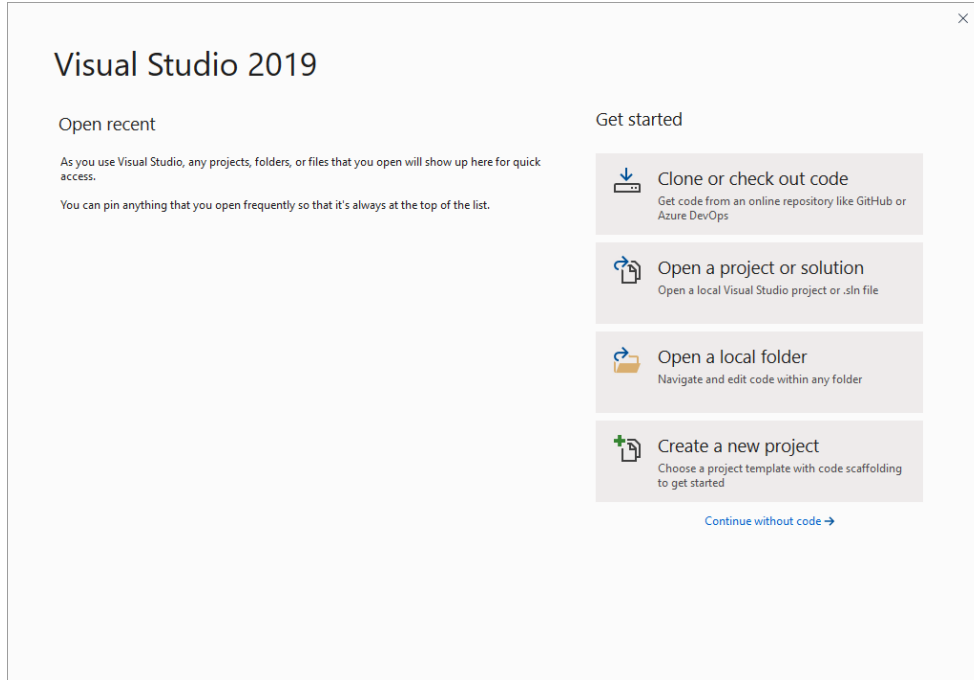 Visual Studio 2019
Open recent
As you use Visual Studio, any projects, folders, or files that you open will show up here for quick
access.
You can pin anything that you open frequently so that it's always at the top of the list.
Get started
Clone or check out code
Get code from an online repository like GitHub or
Azure DevOps
Open a project or solution
Open a local Visual Studio project or .sln file
Open a local folder
Navigate and edit code within any folder
Create a new project
Choose a project template with code scaffolding
to get started
Continue without code →